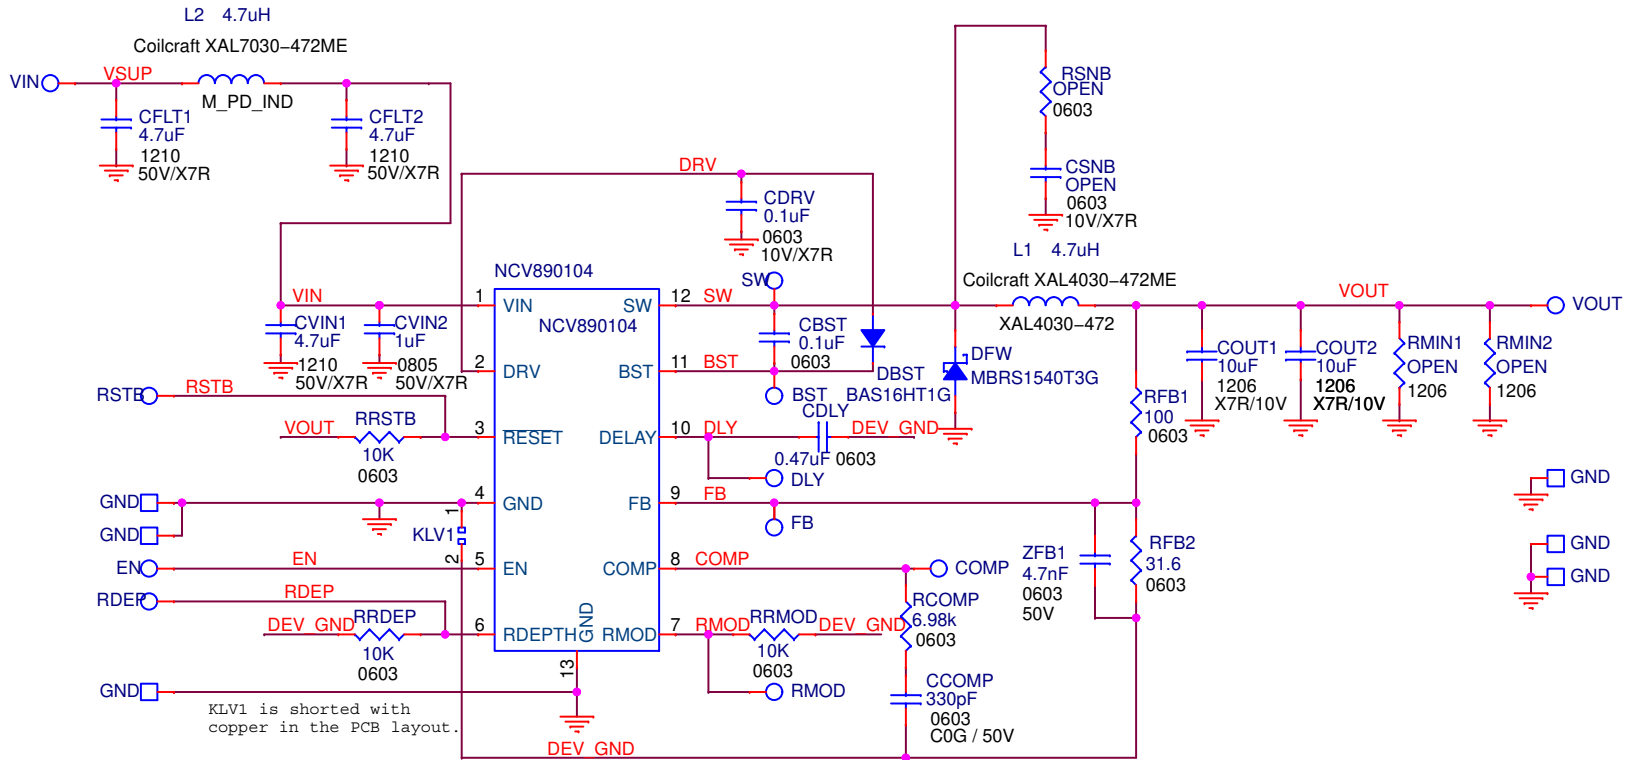 L2 4.7uH
Coilcraft XAL7030-472ME
VIN
VSUP
M_PD_IND
CFLT1
4.7uF
1210
50V/X7R
CFLT2
4.7uF
1210
50V/X7R
RSNB
OPEN
0603
CSNB
OPEN
0603
10V/X7R
DRV
CDRV
0.1uF
0603
10V/X7R
L1 4.7uH
Coilcraft XAL4030-472ME
XAL4030-472
NCV890104
NCV890104
VIN
CVIN1
4.7uF
1210
50V/X7R
CVIN2
1uF
0805
50V/X7R
1 VIN
2 DRV
3 RESET
4 GND
5 EN
6 RDEPTH
GND
13
SW 12
BST 11
DELAY 10
FB 9
COMP 8
RMOD 7
SW
SW
CBST
0.1uF
0603
BST
BST
DBST
BAS16HT1G
DFW
MBRS1540T3G
VOUT
VOUT
COUT1
10uF
1206
X7R/10V
COUT2
10uF
1206
X7R/10V
RMIN1
OPEN
1206
RMIN2
OPEN
1206
RSTB
RSTB
VOUT
RRSTB
10K
0603
DLY
CDLY
0.47uF 0603
DEV_GND
DLY
RFB1
100
0603
GND
GND
KLV1
1
2
FB
FB
EN
EN
RDEP
RDEP
DEV_GND
RRDEP
10K
0603
COMP
COMP
ZFB1
4.7nF
0603
50V
RFB2
31.6
0603
RCOMP
6.98k
0603
RMOD
RRMOD
10K
0603
DEV_GND
RMOD
CCOMP
330pF
0603
C0G / 50V
GND
KLV1 is shorted with
copper in the PCB layout.
DEV_GND
GND
GND
GND